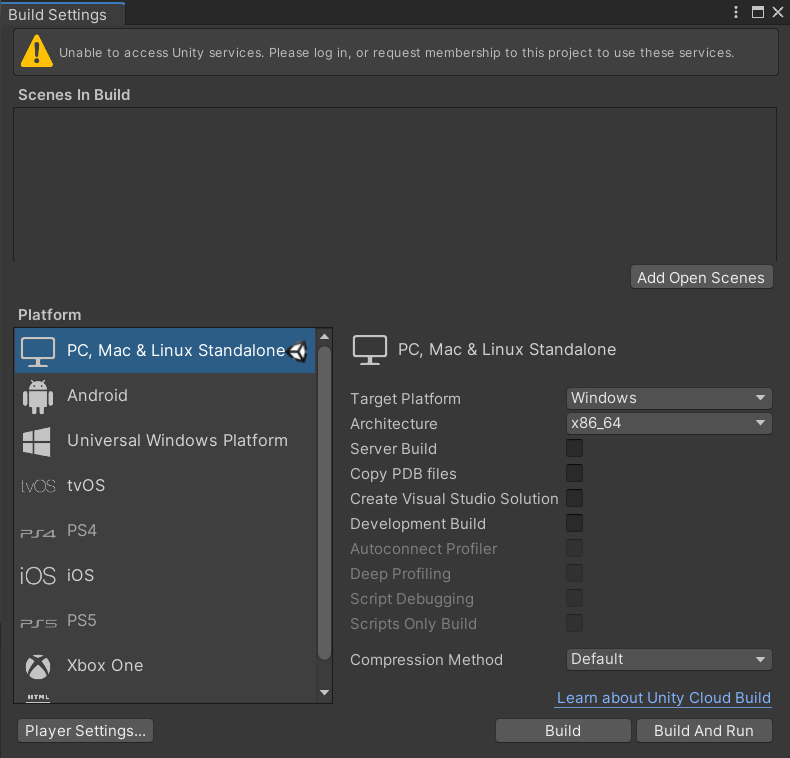 Build Settings
Unable to access Unity services. Please log in, or request membership to this project to use these services.
Scenes In Build
Add Open Scenes
Platform
PC, Mac & Linux Standalone
Android
Universal Windows Platform
tvOS tvOS
PS4 PS4
iOS iOS
PS5 PS5
Xbox One
HTML
PC, Mac & Linux Standalone
Target Platform Windows
Architecture x86_64
Server Build
Copy PDB files
Create Visual Studio Solution
Development Build
Autoconnect Profiler
Deep Profiling
Script Debugging
Scripts Only Build
Compression Method Default
Learn about Unity Cloud Build
Player Settings... Build Build And Run